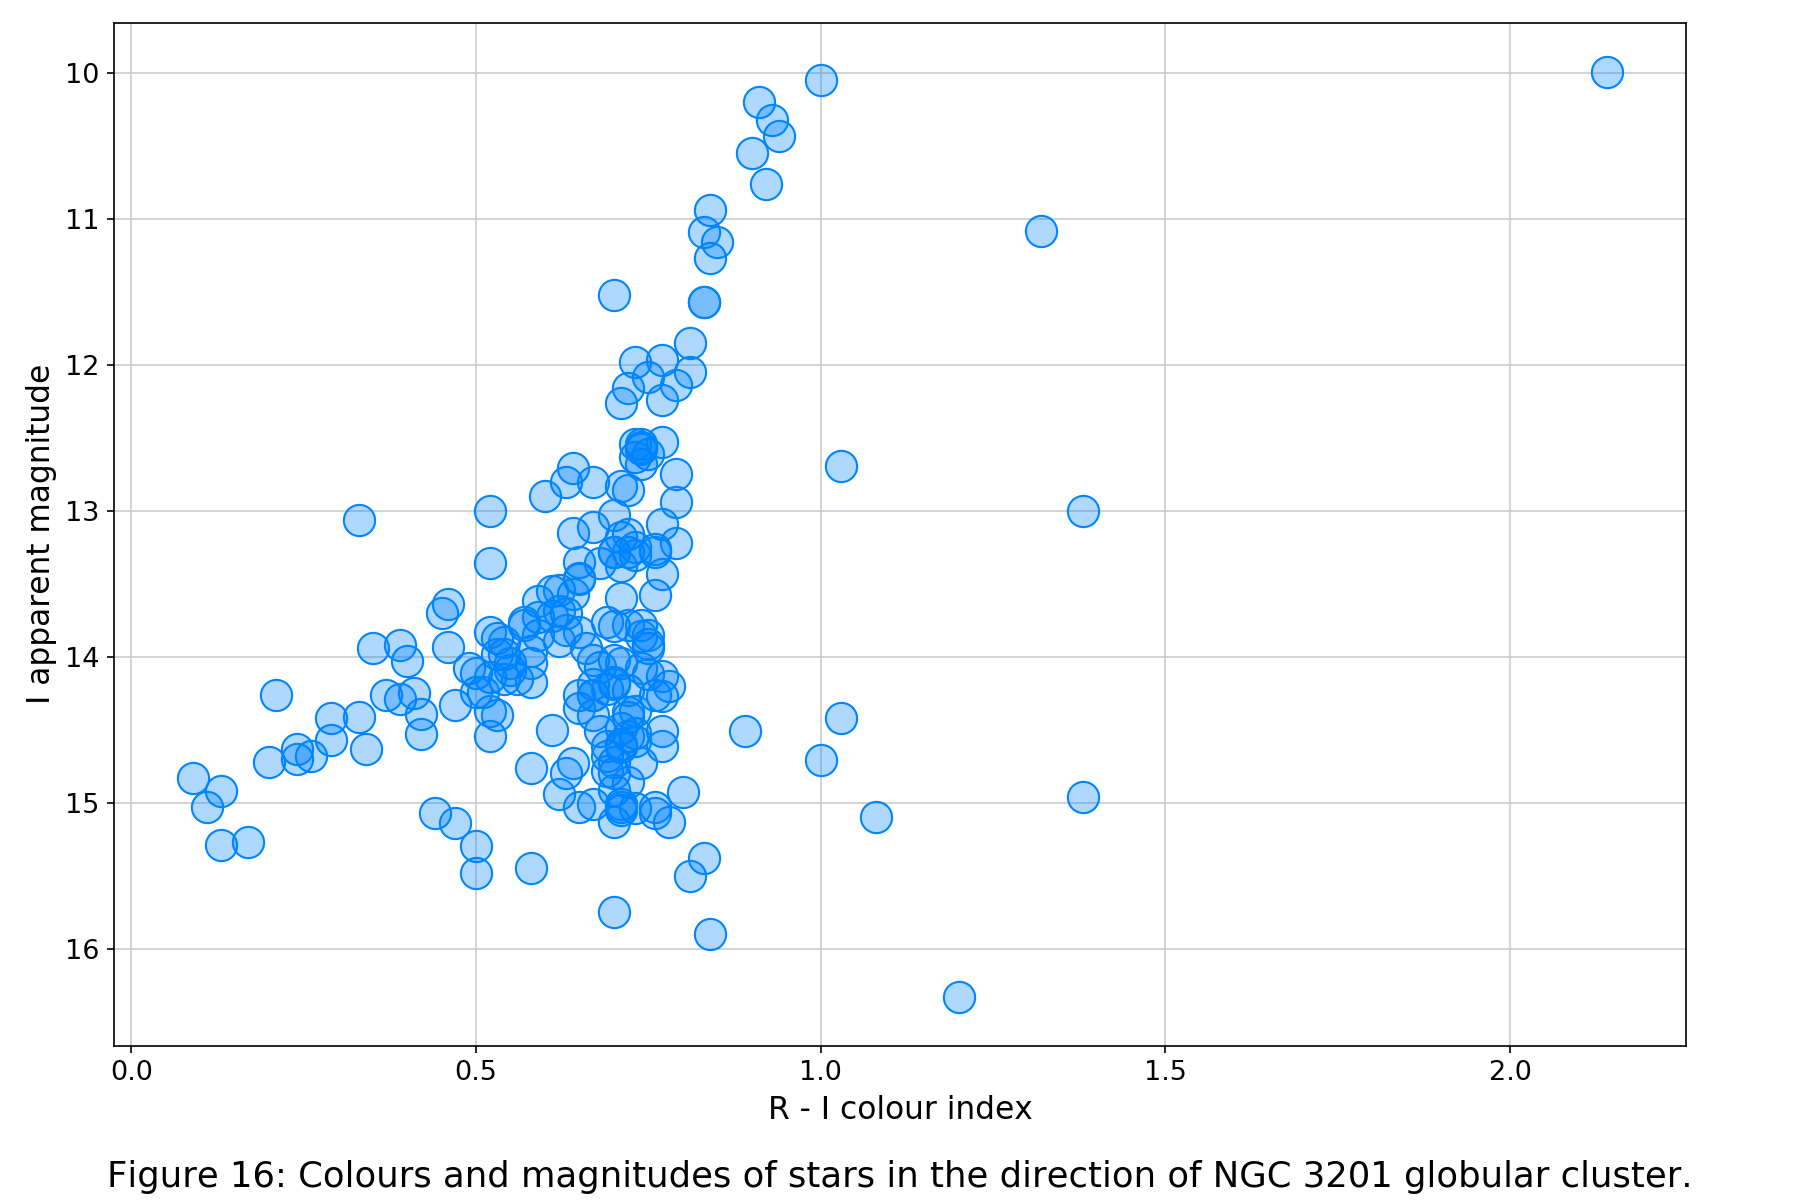 10
11
12
13
14
15
16
I apparent magnitude
0.0 0.5 1.0 1.5 2.0
R - I colour index
Figure 16: Colours and magnitudes of stars in the direction of NGC 3201 globular cluster.